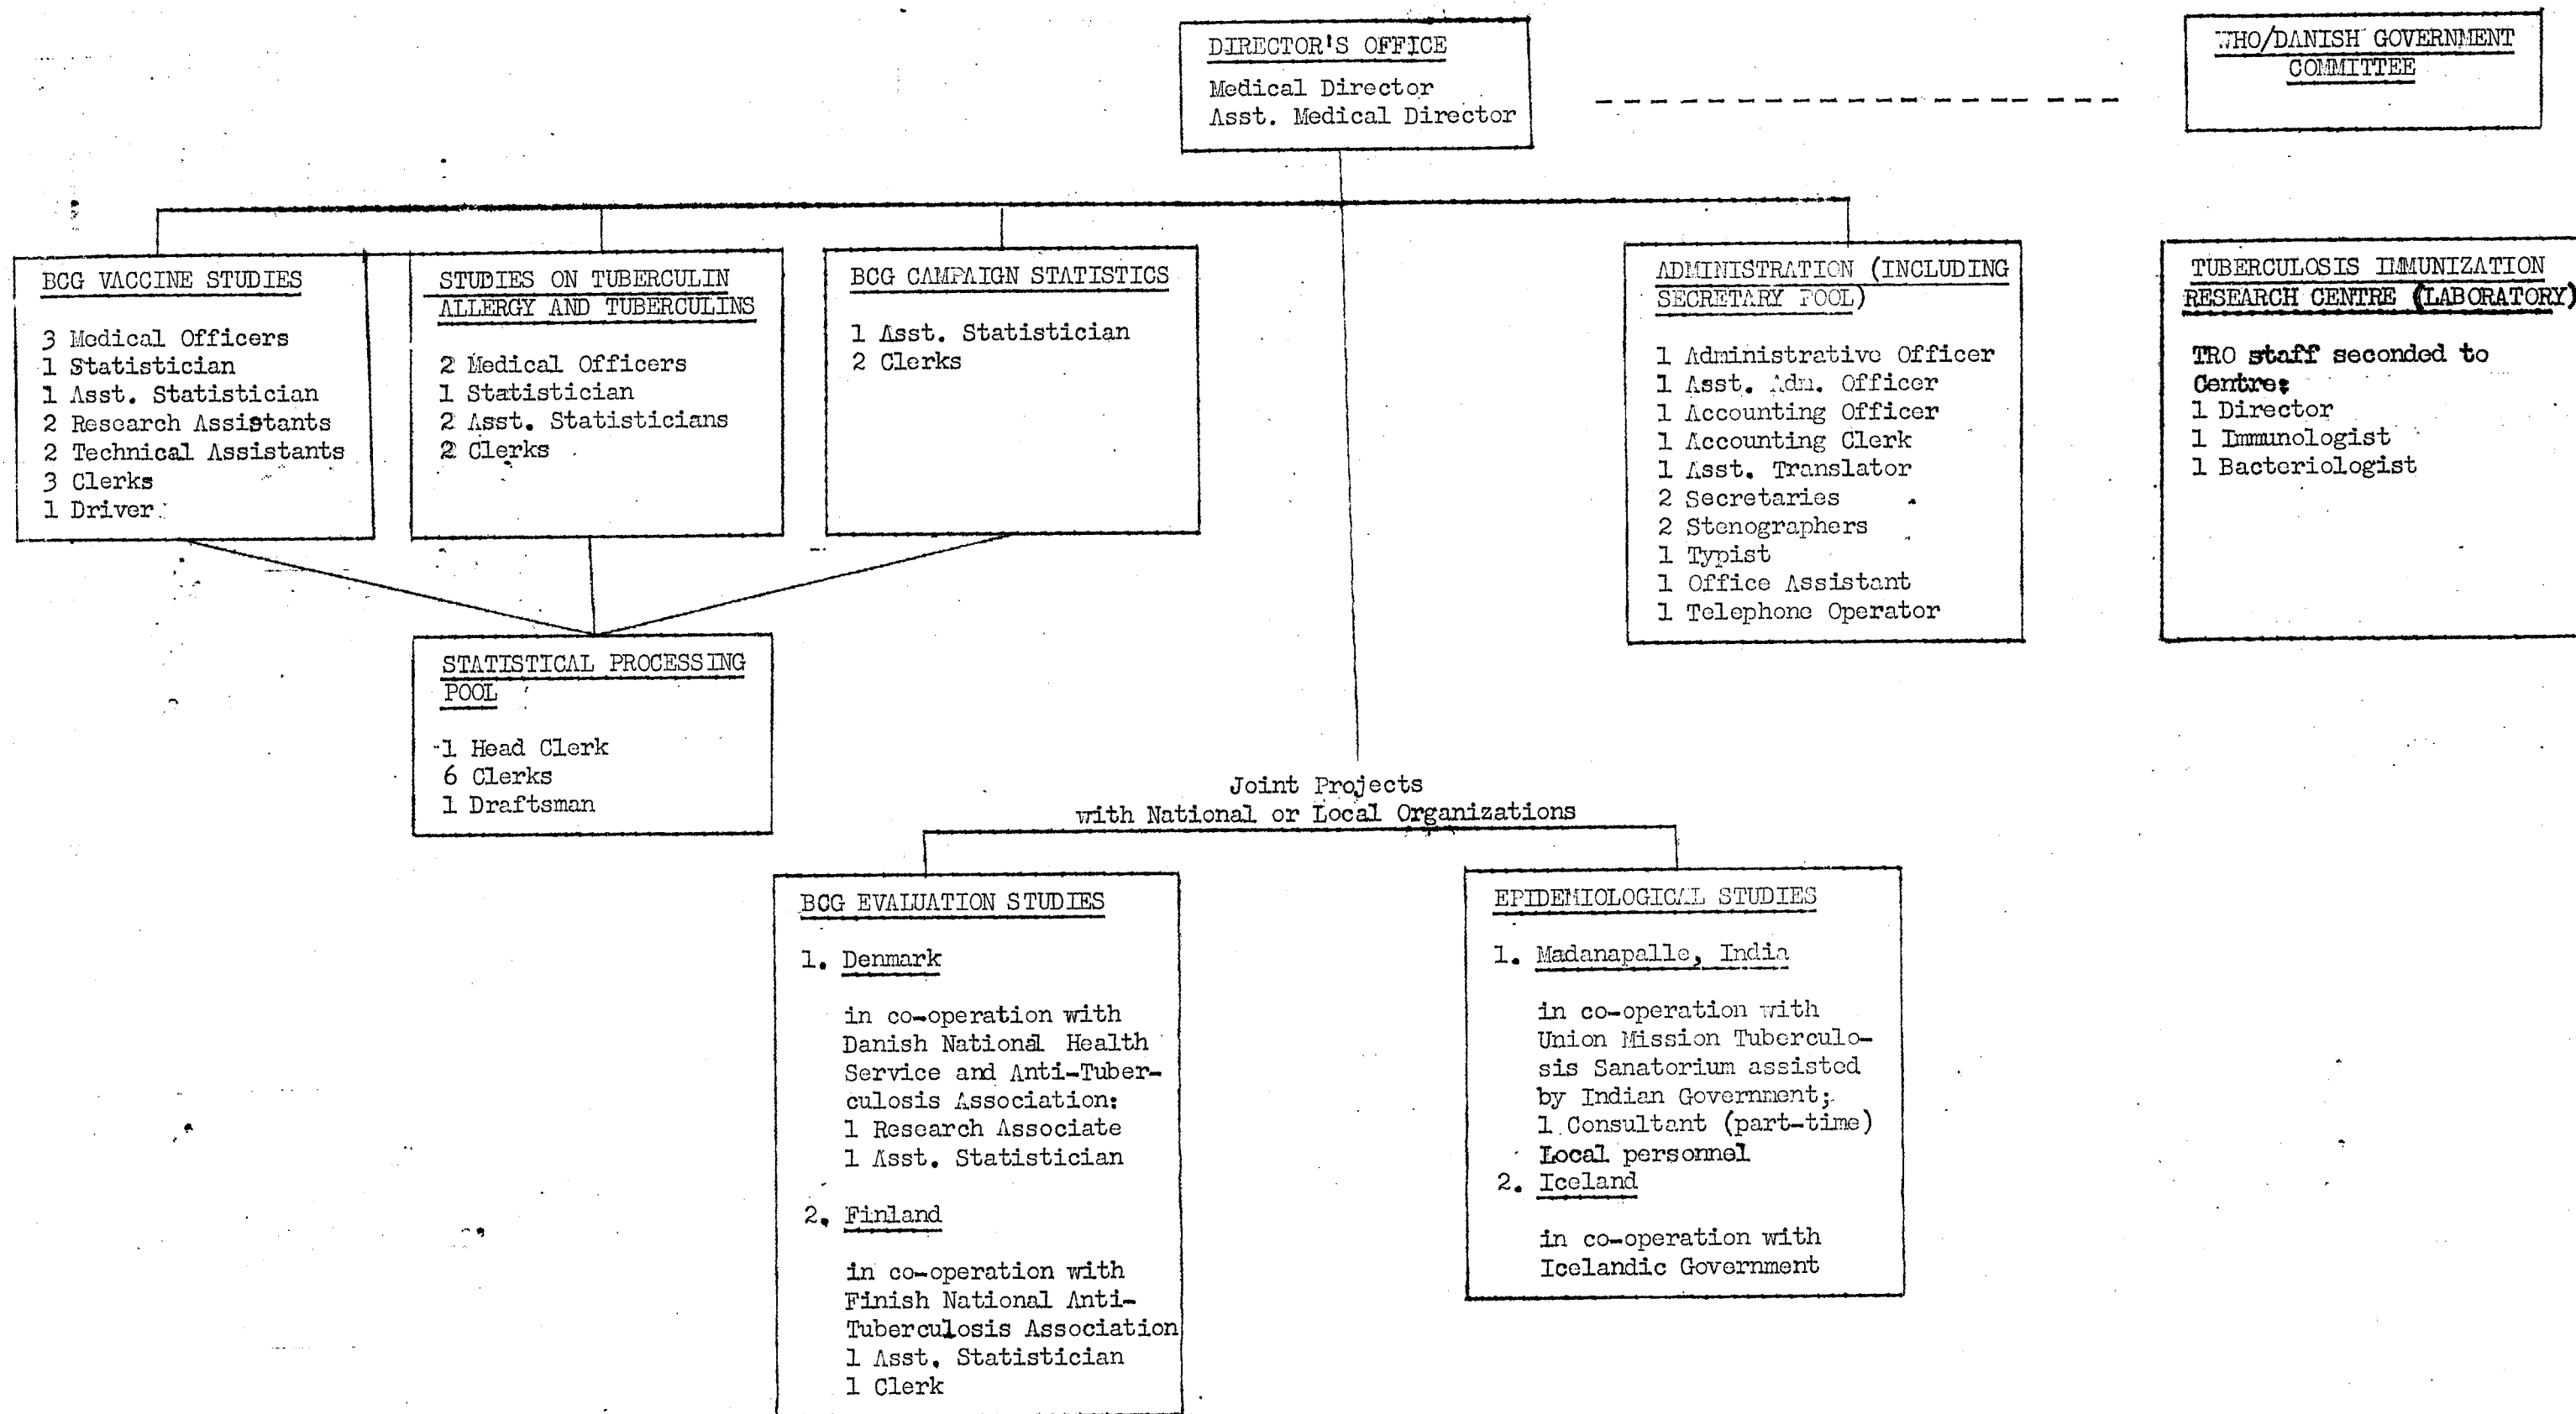 DIRECTOR'S OFFICE
Medical Director
Asst. Medical Director
WHO/DANISH GOVERNMENT
COMMITTEE
BCG VACCINE STUDIES
3 Medical Officers
1 Statistician
1 Asst. Statistician
2 Research Assistants
2 Technical Assistants
3 Clerks
1 Driver
STUDIES ON TUBERCULIN
ALLERGY AND TUBERCULINS
2 Medical Officers
1 Statistician
2 Asst. Statisticians
2 Clerks
BCG CAMPAIGN STATISTICS
1 Asst. Statistician
2 Clerks
ADMINISTRATION (INCLUDING
SECRETARY POOL)
1 Administrative Officer
1 Asst. Adm. Officer
1 Accounting Officer
1 Accounting Clerk
1 Asst. Translator
2 Secretaries
2 Stenographers
1 Typist
1 Office Assistant
1 Telephone Operator
TUBERCULOSIS IMMUNIZATION
RESEARCH CENTRE (LABORATORY)
TRO staff seconded to
Centre:
1 Director
1 Immunologist
1 Bacteriologist
STATISTICAL PROCESSING
POOL
1 Head Clerk
6 Clerks
1 Draftsman
Joint Projects
with National or Local Organizations
BCG EVALUATION STUDIES
1. Denmark
in co-operation with
Danish National Health
Service and Anti-Tuber-
culosis Association:
1 Research Associate
1 Asst. Statistician
2. Finland
in co-operation with
Finish National Anti-
Tuberculosis Association
1 Asst. Statistician
1 Clerk
EPIDEMIOLOGICAL STUDIES
1. Madanapalle, India
in co-operation with
Union Mission Tuberculo-
sis Sanatorium assisted
by Indian Government;
1 Consultant (part-time)
Local personnel
2. Iceland
in co-operation with
Icelandic Government